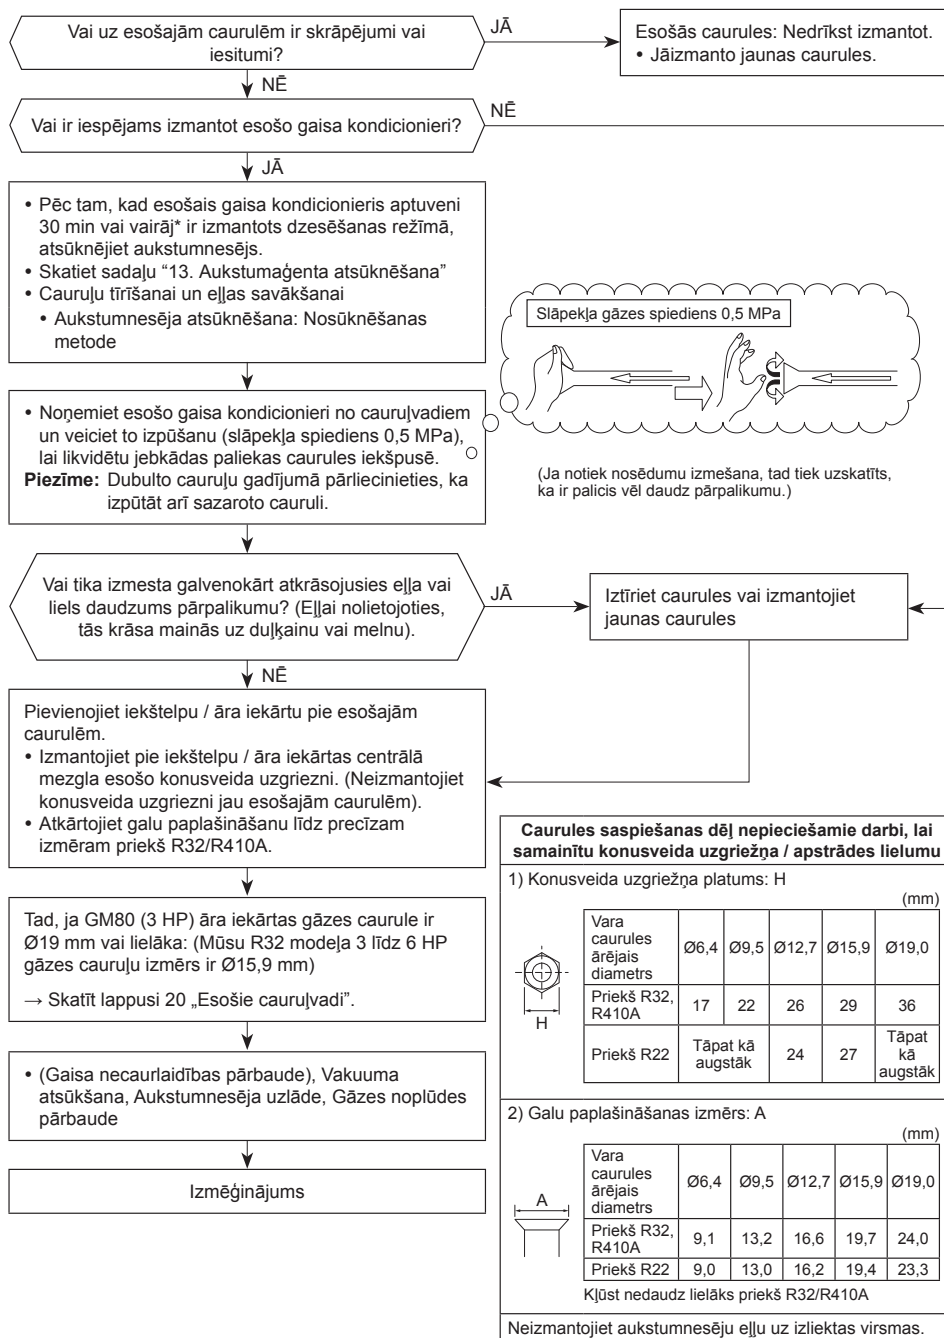 Vai uz esošajām caurulēm ir skrāpējumi vai
iesitumi?
JĀ
Esošās caurules: Nedrīkst izmantot.
• Jāizmanto jaunas caurules.
NĒ
Vai ir iespējams izmantot esošo gaisa kondicionieri?
NĒ
JĀ
• Pēc tam, kad esošais gaisa kondicionieris aptuveni
30 min vai vairāj* ir izmantots dzesēšanas režīmā,
atsūknējiet aukstumnesējs.
• Skatiet sadaļu “13. Aukstumaģenta atsūknēšana”
• Cauruļu tīrīšanai un eļļas savākšanai
• Aukstumnesēja atsūknēšana: Nosūknēšanas
metode
Slāpekļa gāzes spiediens 0,5 MPa
• Noņemiet esošo gaisa kondicionieri no cauruļvadiem
un veiciet to izpūšanu (slāpekļa spiediens 0,5 MPa),
lai likvidētu jebkādas paliekas caurules iekšpusē.
Piezīme: Dubulto cauruļu gadījumā pārliecinieties, ka
izpūtāt arī sazaroto cauruli.
(Ja notiek nosēdumu izmešana, tad tiek uzskatīts,
ka ir palicis vēl daudz pārpalikumu.)
Vai tika izmesta galvenokārt atkrāsojusies eļļa vai
liels daudzums pārpalikumu? (Eļļai nolietojoties,
tās krāsa mainās uz duļķainu vai melnu).
JĀ
Iztīriet caurules vai izmantojiet
jaunas caurules
NĒ
Pievienojiet iekštelpu / āra iekārtu pie esošajām
caurulēm.
• Izmantojiet pie iekštelpu / āra iekārtas centrālā
mezgla esošo konusveida uzgriezni. (Neizmantojiet
konusveida uzgriezni jau esošajām caurulēm).
• Atkārtojiet galu paplašināšanu līdz precīzam
izmēram priekš R32/R410A.
Tad, ja GM80 (3 HP) āra iekārtas gāzes caurule ir
Ø19 mm vai lielāka: (Mūsu R32 modeļa 3 līdz 6 HP
gāzes cauruļu izmērs ir Ø15,9 mm)
→ Skatīt lappusi 20 „Esošie cauruļvadi”.
• (Gaisa necaurlaidības pārbaude), Vakuuma
atsūkšana, Aukstumnesēja uzlāde, Gāzes noplūdes
pārbaude
Izmēģinājums
Caurules saspiešanas dēļ nepieciešamie darbi, lai
samainītu konusveida uzgriežņa / apstrādes lielumu
1) Konusveida uzgriežņa platums: H
(mm)
H
Vara
caurules
ārējais
diametrs
Ø6,4 Ø9,5 Ø12,7 Ø15,9 Ø19,0
Priekš R32,
R410A
17 22 26 29 36
Priekš R22
Tāpat kā
augstāk
24 27
Tāpat
kā
augstāk
2) Galu paplašināšanas izmērs: A
(mm)
A
Vara
caurules
ārējais
diametrs
Ø6,4 Ø9,5 Ø12,7 Ø15,9 Ø19,0
Priekš R32,
R410A
9,1 13,2 16,6 19,7 24,0
Priekš R22 9,0 13,0 16,2 19,4 23,3
Kļūst nedaudz lielāks priekš R32/R410A
Neizmantojiet aukstumnesēju eļļu uz izliektas virsmas.